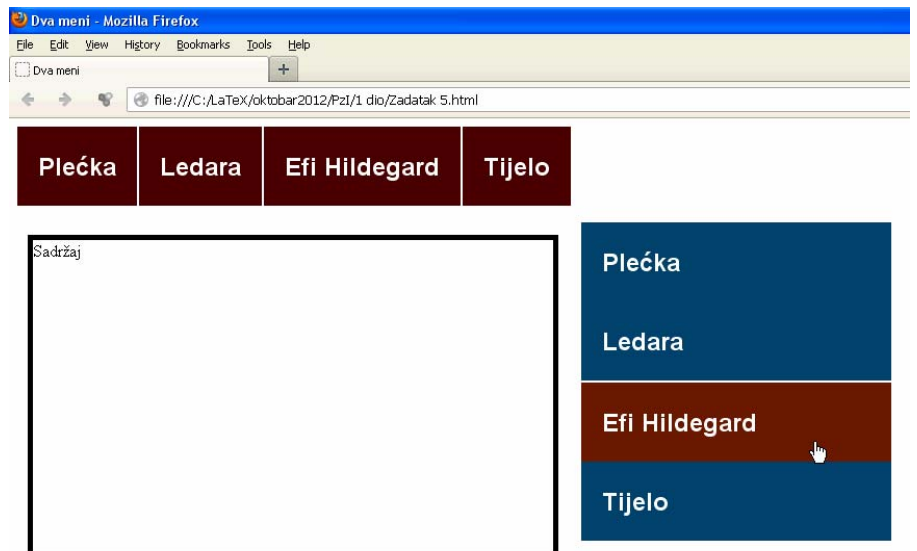 Dva meni - Mozilla Firefox
File Edit View History Bookmarks Tools Help
Dva meni +
file:///C:/LaTeX/oktobar2012/PzI/1 dio/Zadatak 5.html
Plećka Ledara Efi Hildegard Tijelo
Sadržaj
Plećka
Ledara
Efi Hildegard
Tijelo